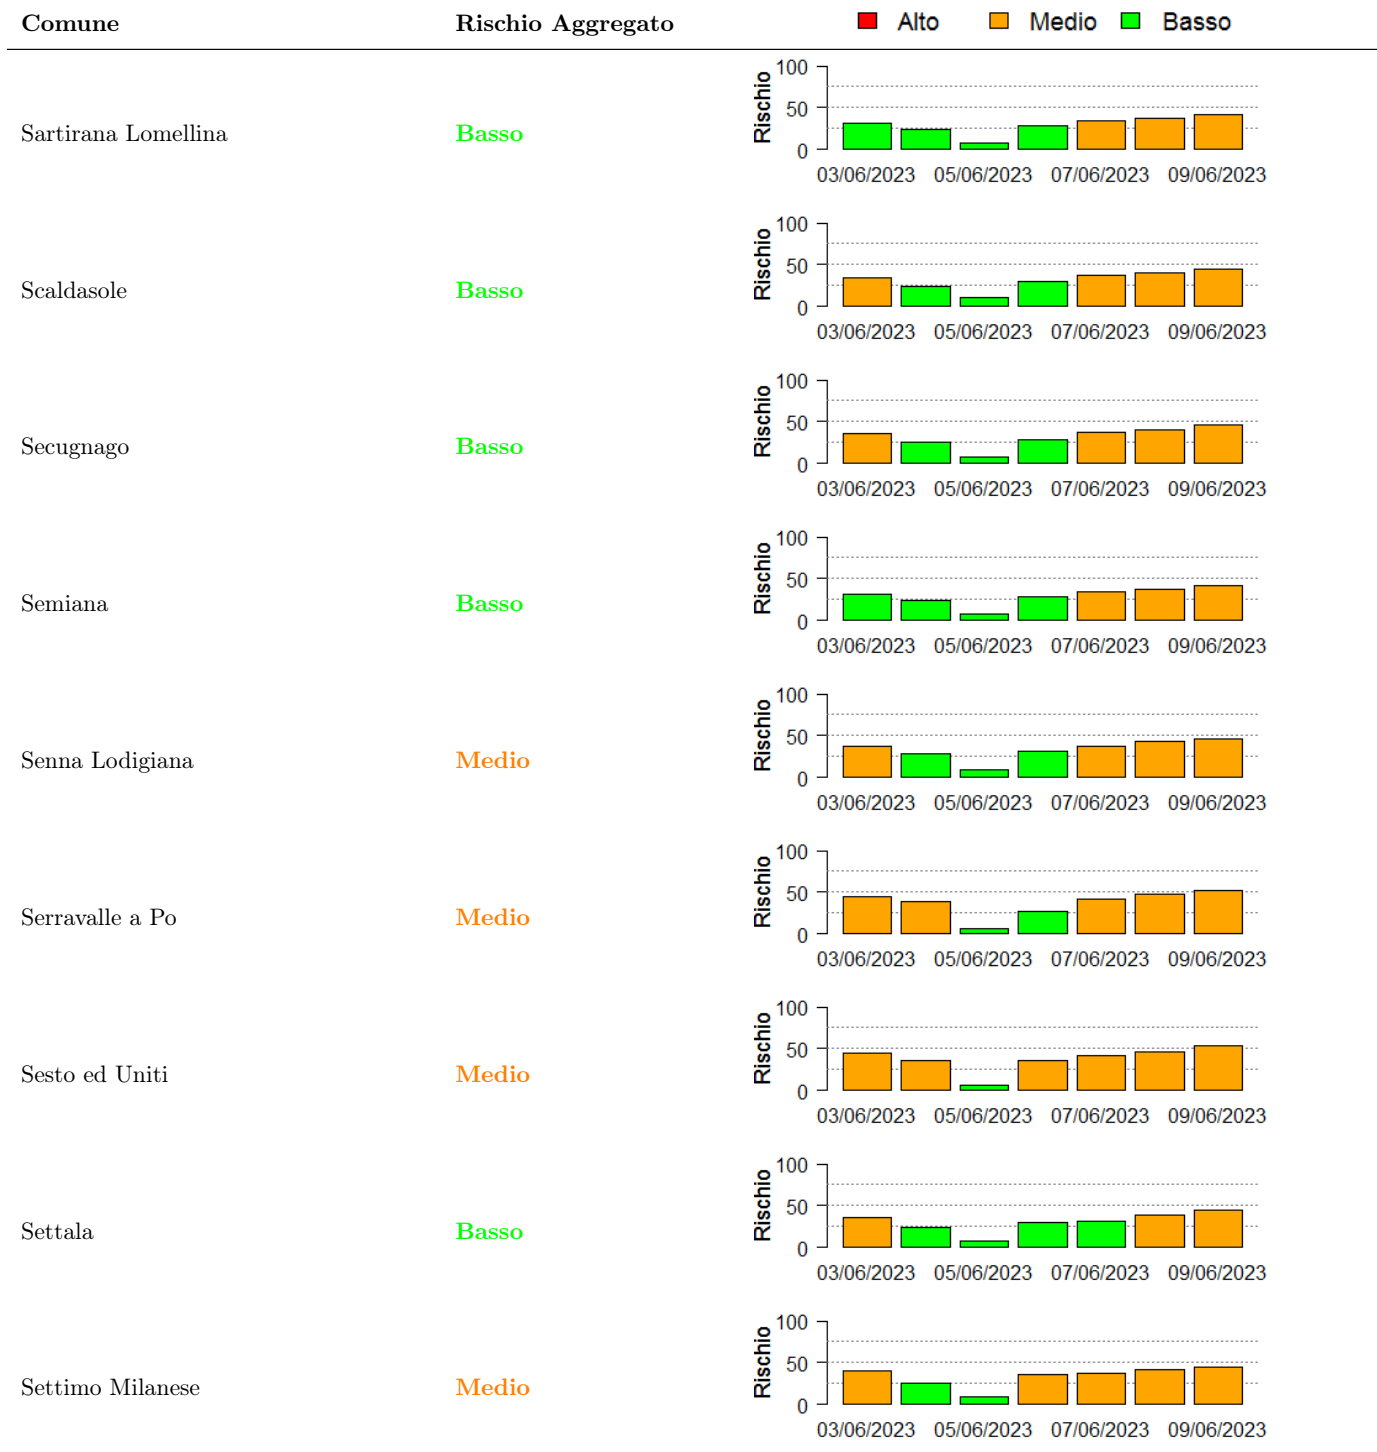 Comune Rischio Aggregato Alto Medio Basso
100
50
0
Rischio
Sartirana Lomellina Basso
03/06/2023 05/06/2023 07/06/2023 09/06/2023
100
50
0
Rischio
Scaldasole Basso
03/06/2023 05/06/2023 07/06/2023 09/06/2023
100
50
0
Rischio
Secugnago Basso
03/06/2023 05/06/2023 07/06/2023 09/06/2023
100
50
0
Rischio
Semiana Basso
03/06/2023 05/06/2023 07/06/2023 09/06/2023
100
50
0
Rischio
Senna Lodigiana Medio
03/06/2023 05/06/2023 07/06/2023 09/06/2023
100
50
0
Rischio
Serravalle a Po Medio
03/06/2023 05/06/2023 07/06/2023 09/06/2023
100
50
0
Rischio
Sesto ed Uniti Medio
03/06/2023 05/06/2023 07/06/2023 09/06/2023
100
50
0
Rischio
Settala Basso
03/06/2023 05/06/2023 07/06/2023 09/06/2023
100
50
0
Rischio
Settimo Milanese Medio
03/06/2023 05/06/2023 07/06/2023 09/06/2023